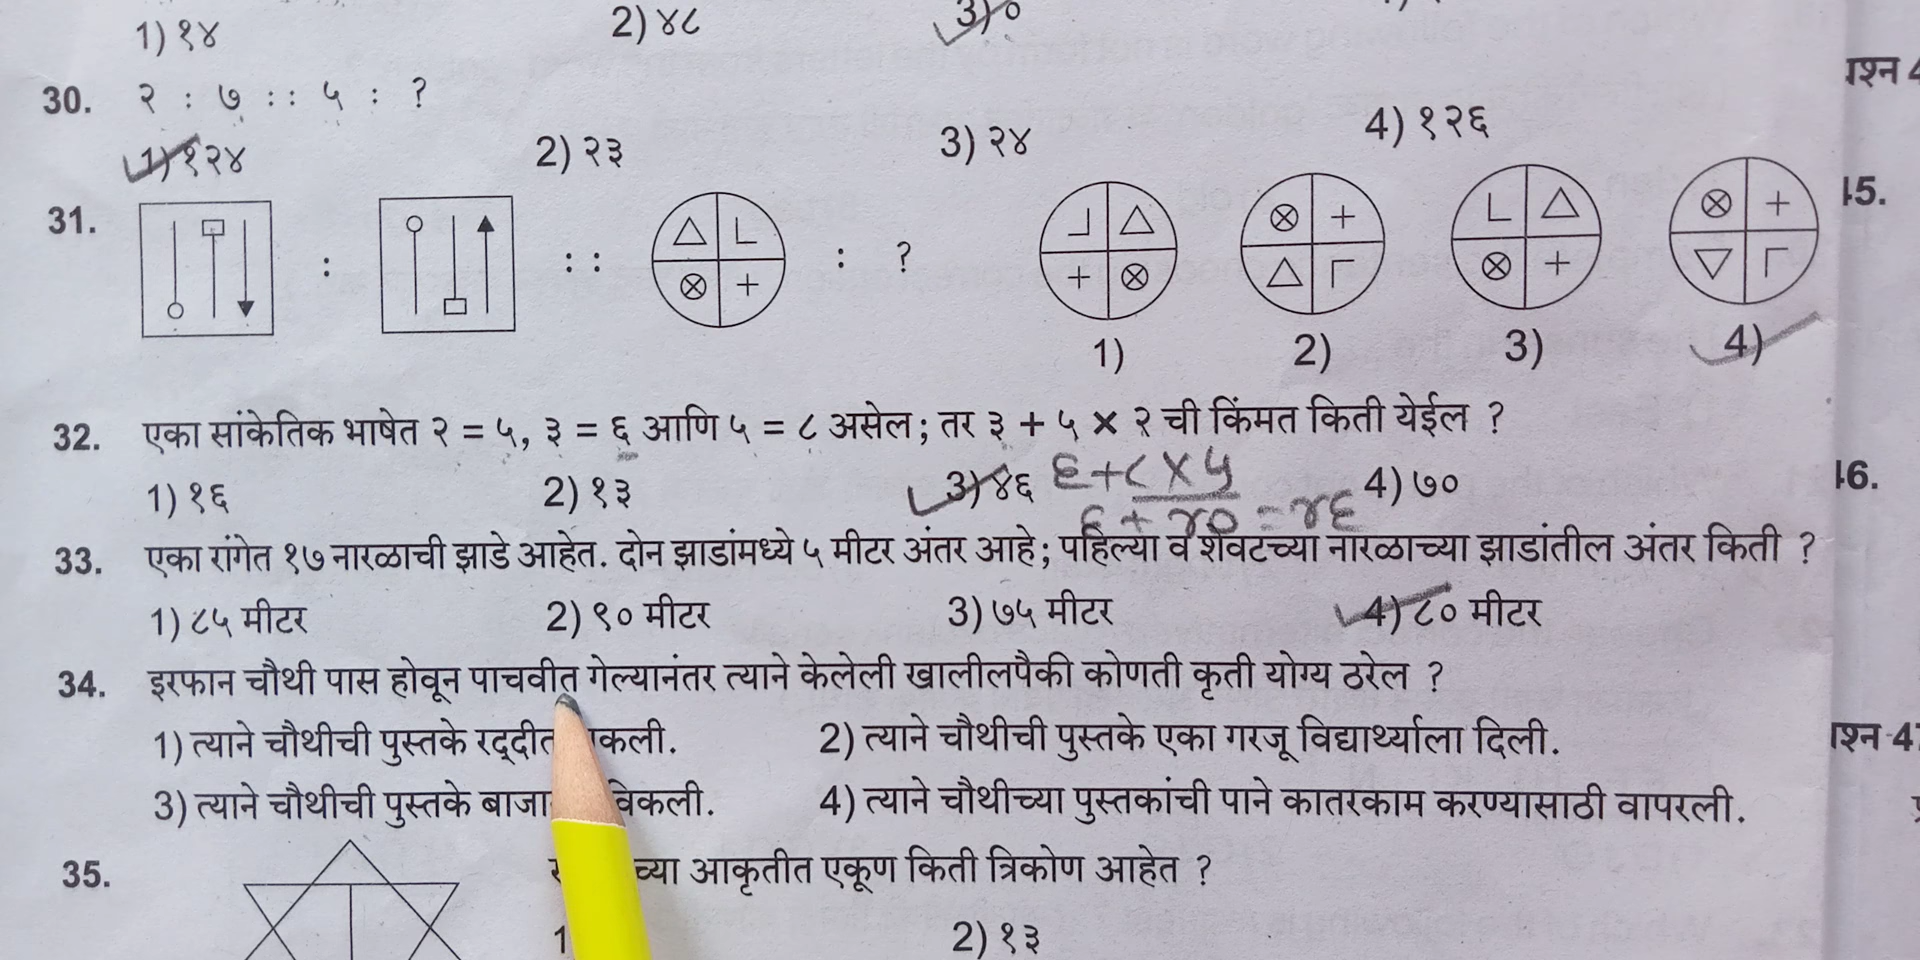 1) १४ 2) ४८ 3) ०
30. २ : ७ : : ५ : ?
1) १२४ 2) २३ 3) २४ 4) १२६
31. : : : : ?
1) 2) 3) 4)
32. एका सांकेतिक भाषेत २ = ५, ३ = ६ आणि ५ = ८ असेल ; तर ३ + ५ × २ ची किंमत किती येईल ?
1) १६ 2) १३ 3) ४६ 4) ७०
33. एका रांगेत १७ नारळाची झाडे आहेत. दोन झाडांमध्ये ५ मीटर अंतर आहे ; पहिल्या व शेवटच्या नारळाच्या झाडांतील अंतर किती ?
1) ८५ मीटर 2) ९० मीटर 3) ७५ मीटर 4) ८० मीटर
34. इरफान चौथी पास होवून पाचवीत गेल्यानंतर त्याने केलेली खालीलपैकी कोणती कृती योग्य ठरेल ?
1) त्याने चौथीची पुस्तके रद्दीत 2) त्याने चौथीची पुस्तके एका गरजू विद्यार्थ्याला दिली.
3) त्याने चौथीची पुस्तके विकली. 4) त्याने चौथीच्या पुस्तकांची पाने कातरकाम करण्यासाठी वापरली.
35. आकृतीत एकूण किती त्रिकोण आहेत ?
1 2) १३